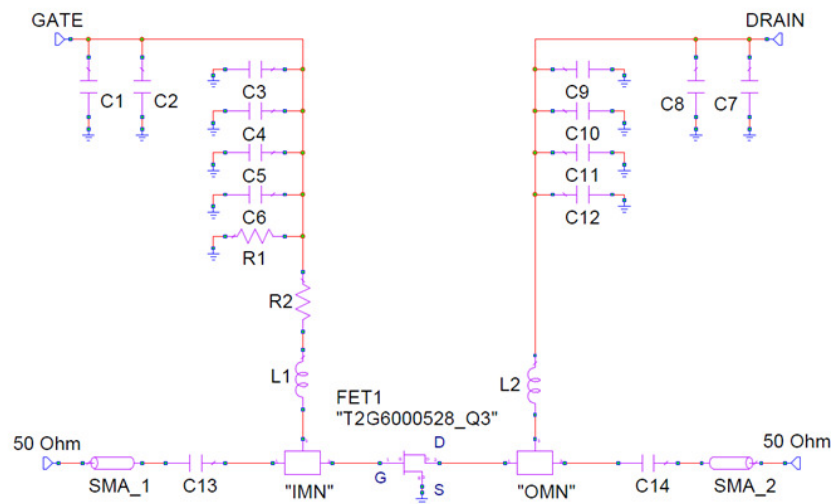 GATE
DRAIN
C1
C2
C3
C4
C5
C6
R1
R2
L1
C9
C10
C11
C12
C8
C7
L2
FET1
"T2G6000528_Q3"
D
G
S
50 Ohm
SMA_1
C13
"IMN"
"OMN"
C14
SMA_2
50 Ohm